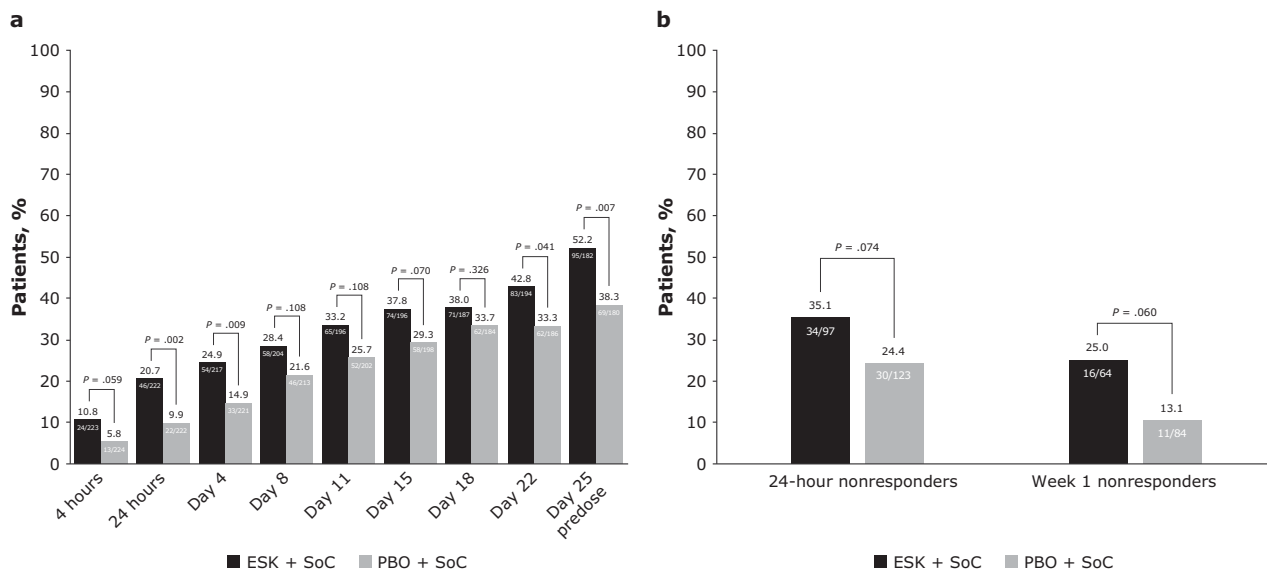 a
Patients, %
100
90
80
70
60
50
40
30
20
10
0
P = .059
10.8
24/223
5.8
13/224
4 hours
P = .002
20.7
46/222
9.9
22/222
24 hours
P = .009
24.9
54/217
14.9
33/221
Day 4
P = .108
28.4
58/204
21.6
46/213
Day 8
P = .108
33.2
65/196
25.7
52/202
Day 11
P = .070
37.8
74/196
29.3
58/198
Day 15
P = .326
38.0
71/187
33.7
62/184
Day 18
P = .041
42.8
83/194
33.3
62/186
Day 22
P = .007
52.2
95/182
38.3
69/180
Day 25
predose
ESK + SoC PBO + SoC
b
Patients, %
100
90
80
70
60
50
40
30
20
10
0
P = .074
35.1
34/97
24.4
30/123
24-hour nonresponders
P = .060
25.0
16/64
13.1
11/84
Week 1 nonresponders
ESK + SoC PBO + SoC